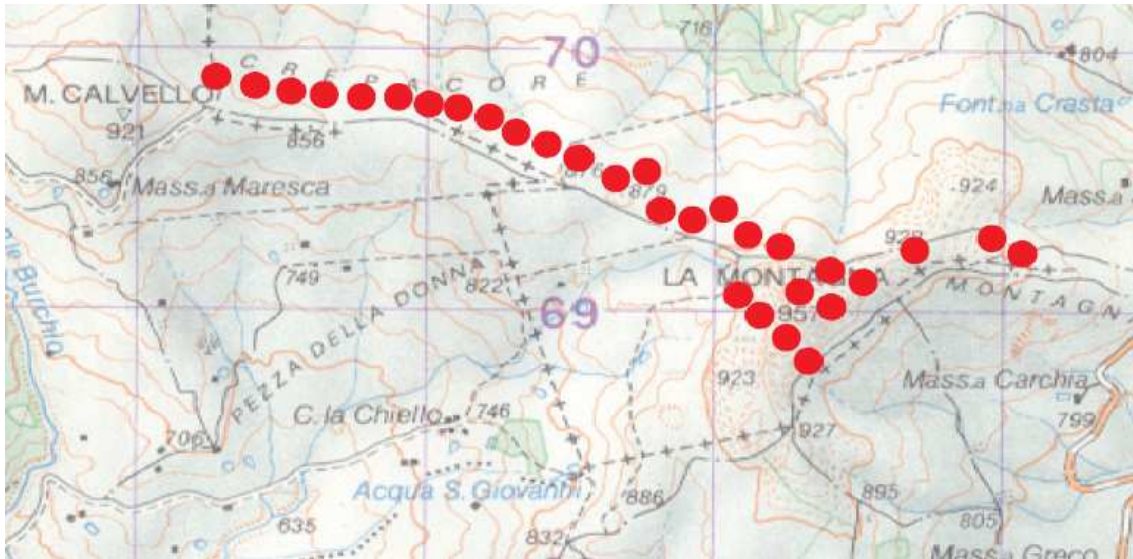 716
70
804
C R E P A C O R E
M. CALVELLO
921
856
Font.na Crasta
856
Mass.a Maresca
876
879
924
Mass.a
928
749
822
LA MONTAGNA
MONTAGN
69
957
PEZZA DELLA DONNA
923
Mass.a Carchia
799
C. la Chiello
746
706
927
Acqua S. Giovanni
886
895
805
635
832
Mass.a Greco